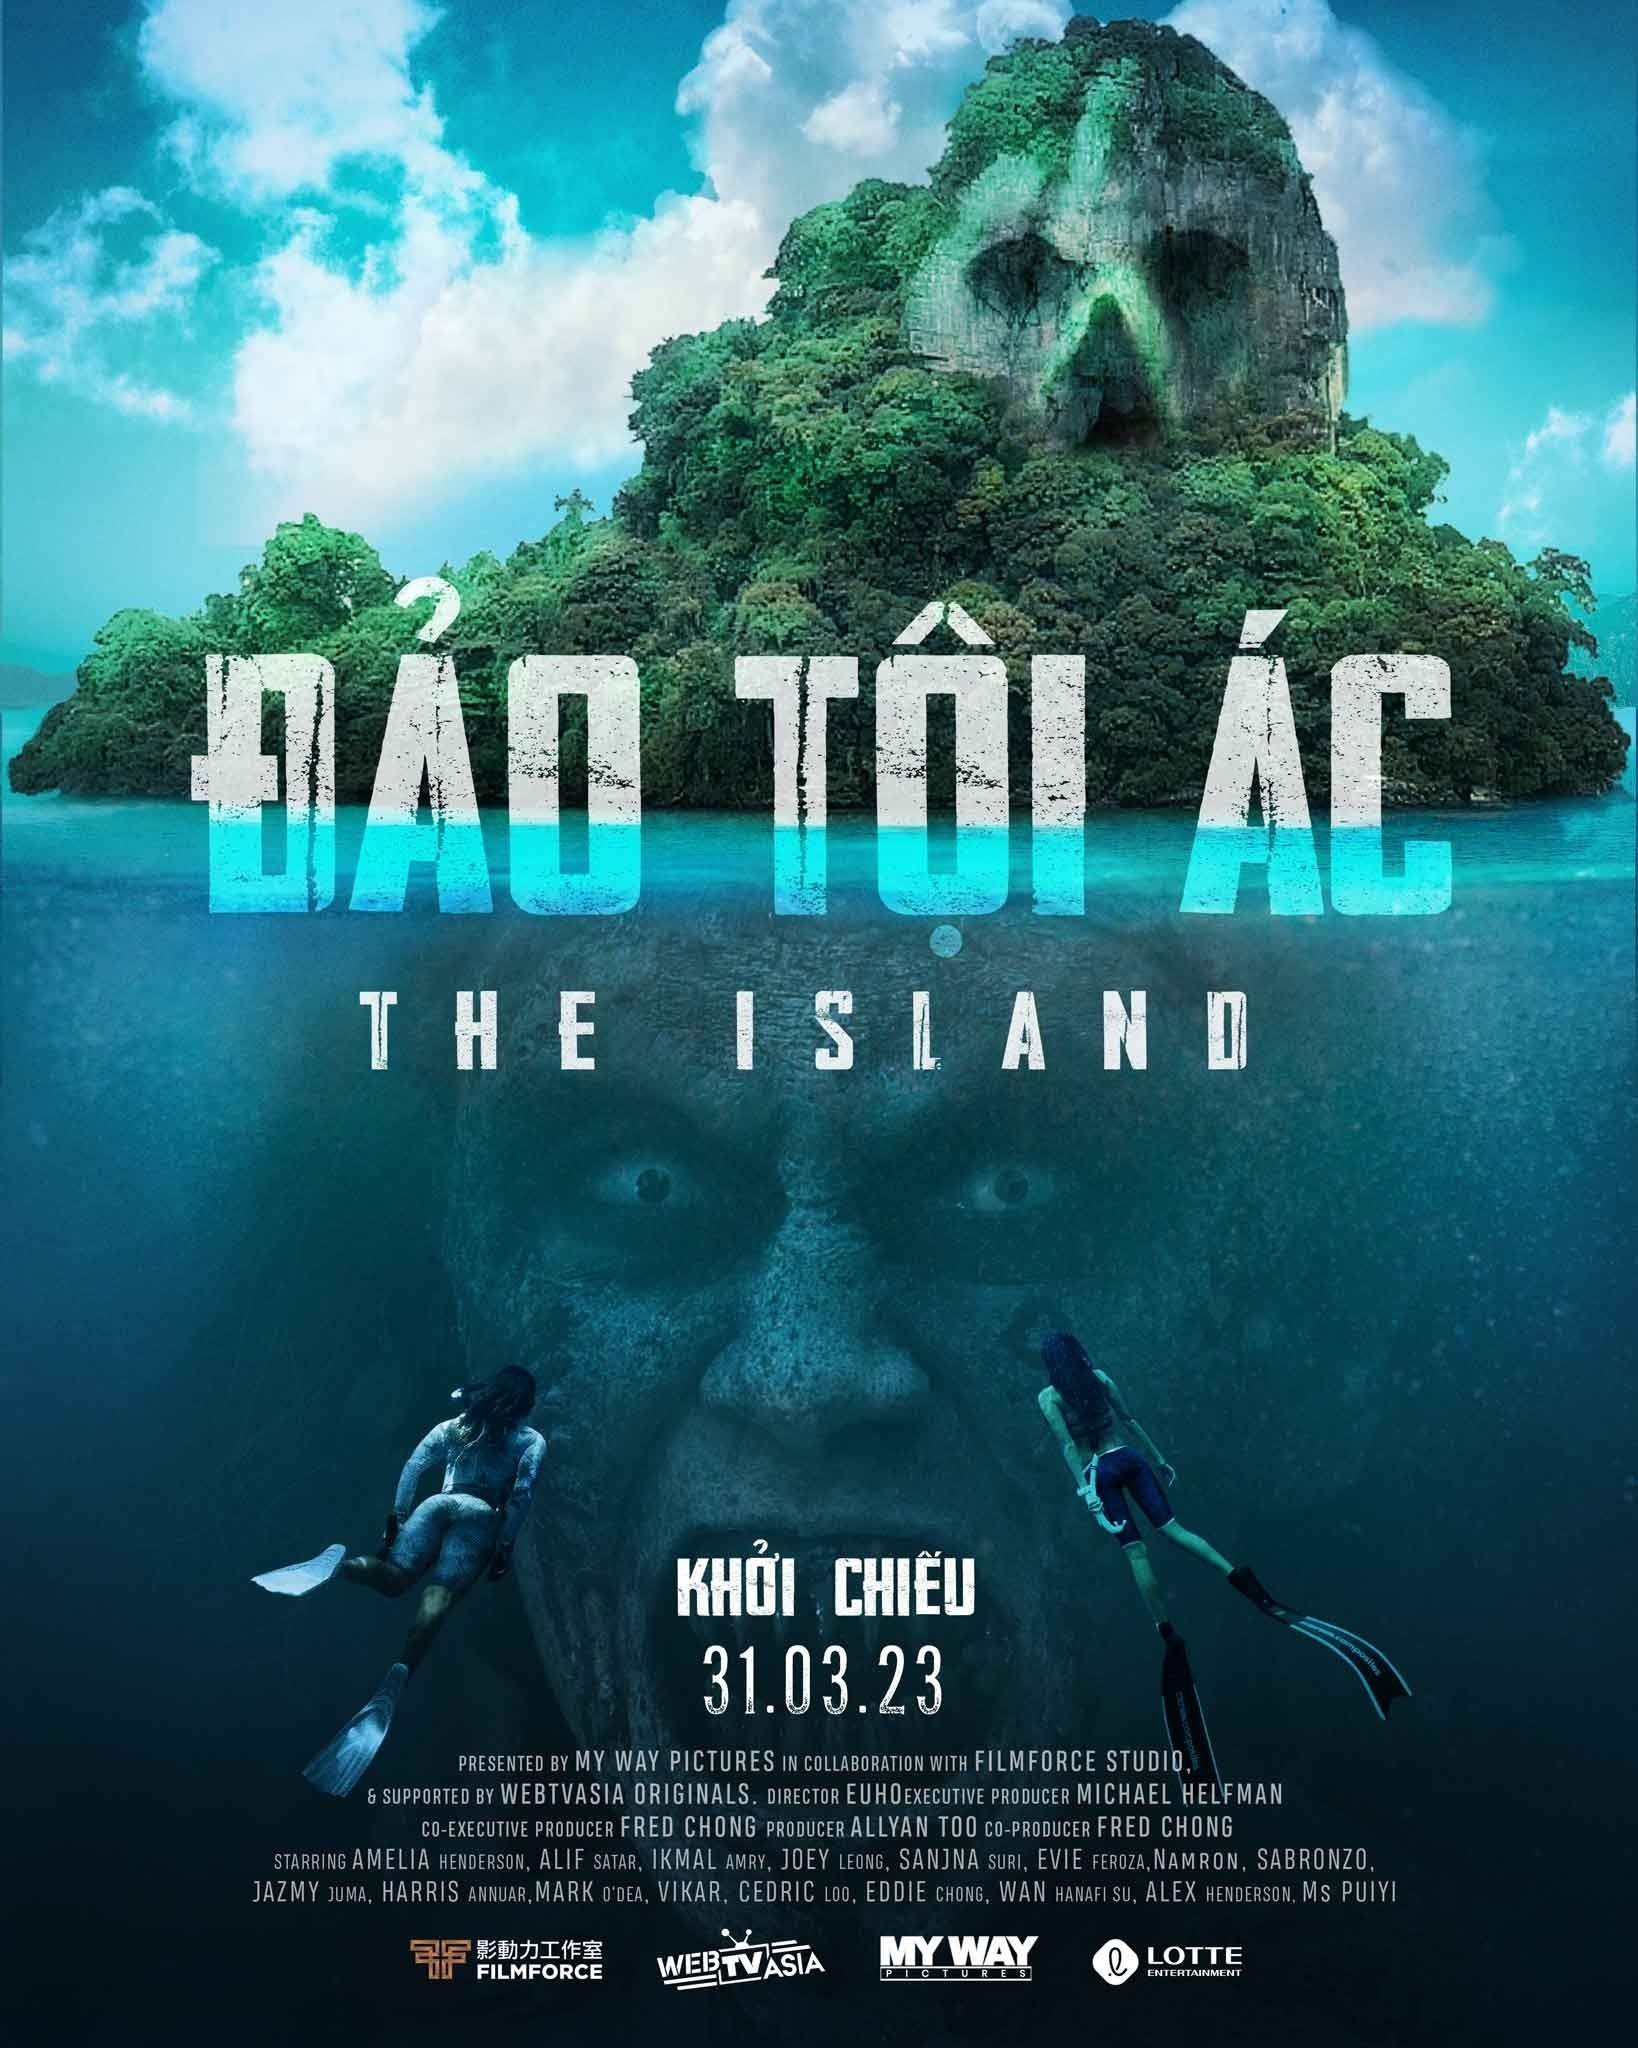 ĐẢO TỘI ÁC
THE ISLAND
KHỞI CHIẾU
31.03.23
PRESENTED BY MY WAY PICTURES IN COLLABORATION WITH FILMFORCE STUDIO,
& SUPPORTED BY WEBTVASIA ORIGINALS. DIRECTOR EUHOEXECUTIVE PRODUCER MICHAEL HELFMAN
CO-EXECUTIVE PRODUCER FRED CHONG PRODUCER ALLYAN TOO CO-PRODUCER FRED CHONG
STARRING AMELIA HENDERSON, ALIF SATAR, IKMAL AMRY, JOEY LEONG, SANJNA SURI, EVIE FEROZA,NAMRON, SABRONZO,
JAZMY JUMA, HARRIS ANNUAR,MARK O'DEA, VIKAR, CEDRIC LOO, EDDIE CHONG, WAN HANAFI SU, ALEX HENDERSON, Ms PUIYI
影動力工作室
FILMFORCE
WEBTVASIA
MY WAY
PICTURES
LOTTE
ENTERTAINMENT